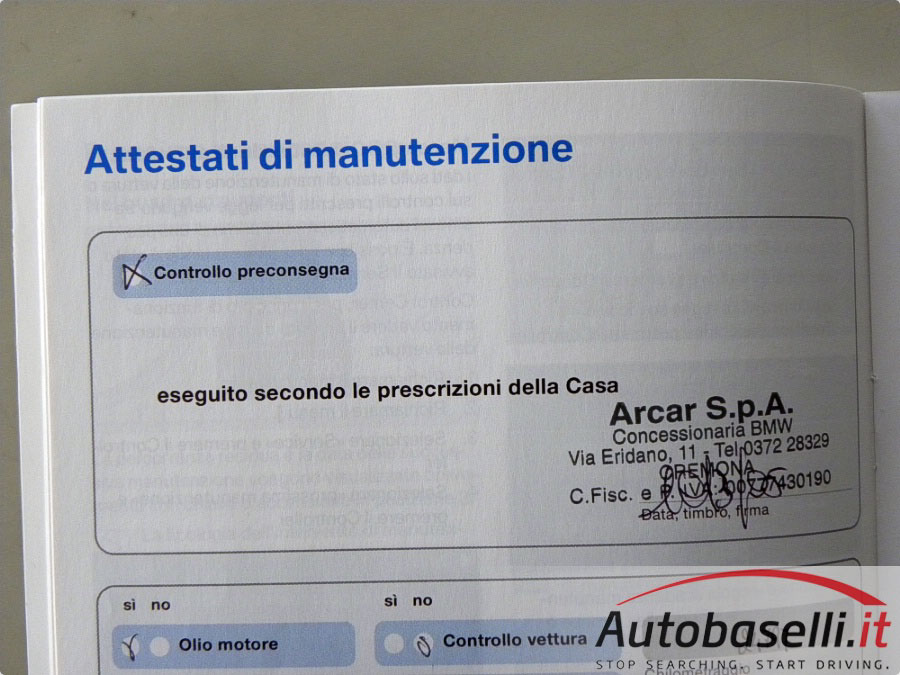 Attestati di manutenzione
Controllo preconsegna
eseguito secondo le prescrizioni della Casa
Arcar S.p.A.
Concessionaria BMW
Via Eridano, 11 - Tel 0372 28329
CREMONA
C.Fisc. e P. IVA:
Data, timbro, firma
sì no
sì no
Olio motore
Controllo vettura
Chilometraggio
Autobaselli.it
STOP SEARCHING. START DRIVING.